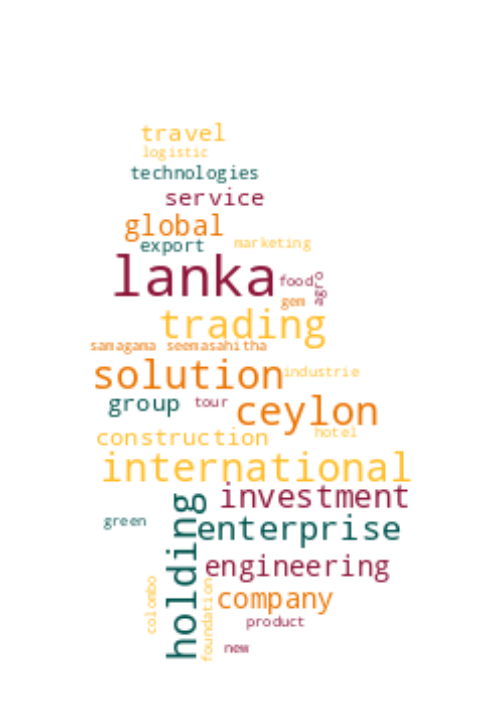 travel
logistic
technologies
service
global
export marketing
lanka food agro
gem
trading
samagama seemasahitha
solution industrie
group tour ceylon
hotel
construction
international
holding investment
green enterprise
engineering
colombo foundation company
product
new